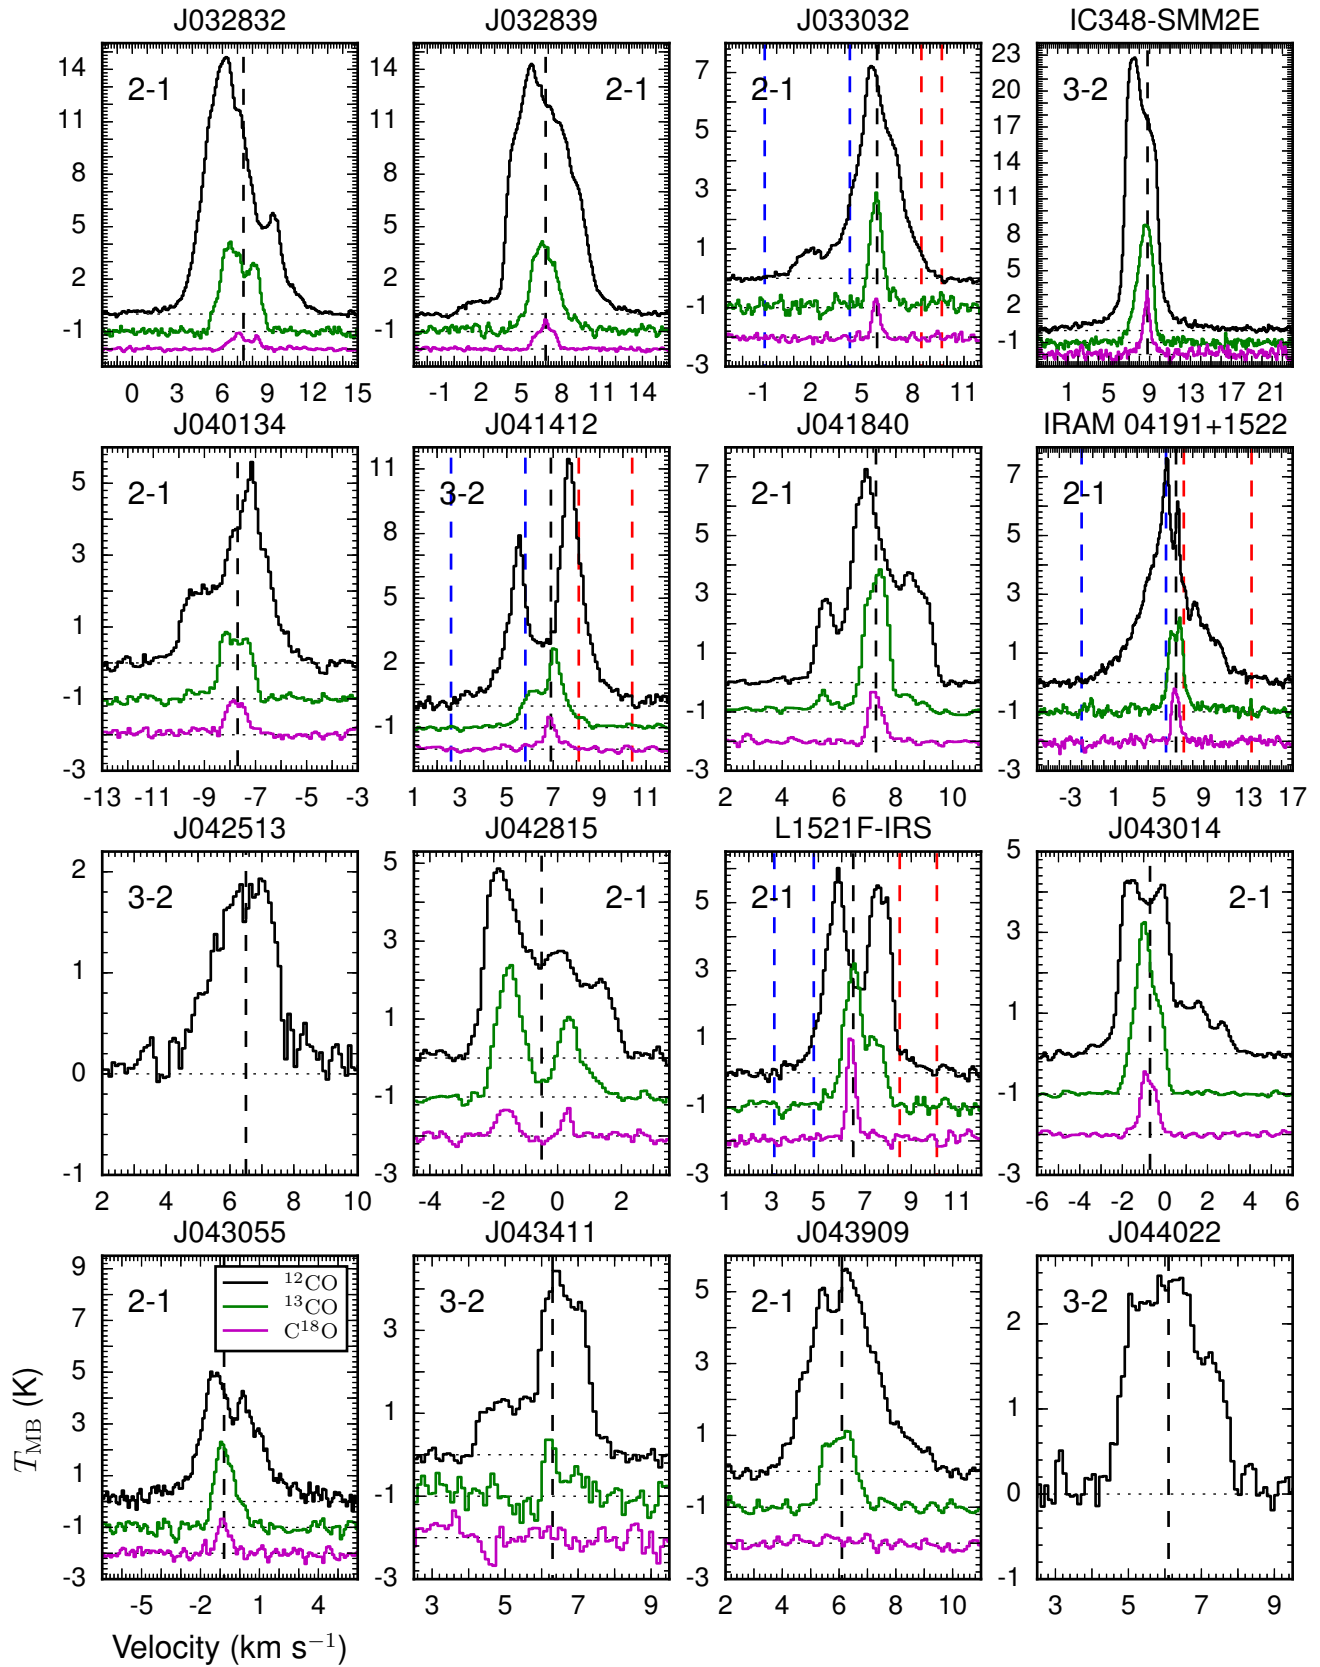 J032832 J032839 J033032 IC348-SMM2E
14 11 8 5 2 -1
2-1
0 3 6 9 12 15
14 11 8 5 2 -1
2-1
-1 2 5 8 11 14
7 5 3 1 -1 -3
2-1
-1 2 5 8 11
23 20 17 14 11 8 5 2 -1
3-2
1 5 9 13 17 21
J040134 J041412 J041840 IRAM 04191+1522
5 3 1 -1 -3
2-1
-13 -11 -9 -7 -5 -3
11 8 5 2 -1
3-2
1 3 5 7 9 11
7 5 3 1 -1 -3
2-1
2 4 6 8 10
7 5 3 1 -1 -3
2-1
-3 1 5 9 13 17
J042513 J042815 L1521F-IRS J043014
2 1 0 -1
3-2
2 4 6 8 10
5 3 1 -1 -3
2-1
-4 -2 0 2
5 3 1 -1 -3
2-1
1 3 5 7 9 11
5 3 1 -1 -3
2-1
-6 -4 -2 0 2 4 6
J043055 J043411 J043909 J044022
9 7 5 3 1 -1 -3
2-1
12CO
13CO
C18O
-5 -2 1 4
3 1 -1 -3
3-2
3 5 7 9
5 3 1 -1 -3
2-1
2 4 6 8 10
2 1 0 -1
3-2
3 5 7 9
TMB (K)
Velocity (km s−1)